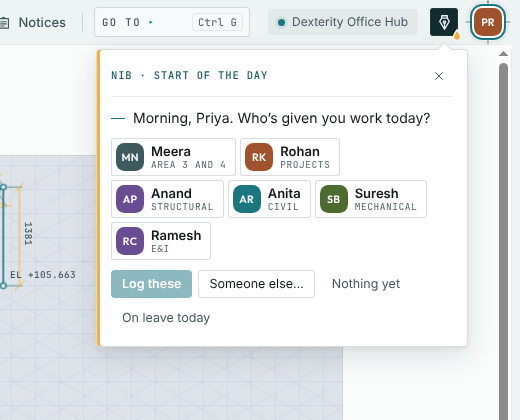 Notices
GO TO ▸ Ctrl G
Dexterity Office Hub
PR
NIB · START OF THE DAY
— Morning, Priya. Who's given you work today?
MN Meera AREA 3 AND 4
RK Rohan PROJECTS
AP Anand STRUCTURAL
AR Anita CIVIL
SB Suresh MECHANICAL
RC Ramesh E&I
Log these
Someone else...
Nothing yet
On leave today
1381
EL +105.663